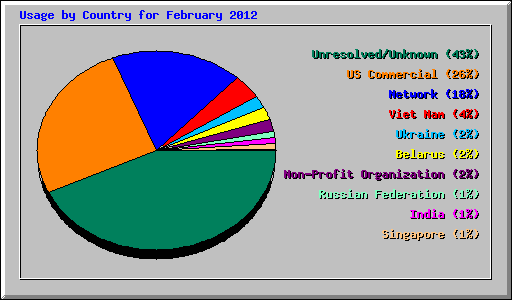 Usage by Country for February 2012
Unresolved/Unknown (43%)
US Commercial (26%)
Network (18%)
Viet Nam (4%)
Ukraine (2%)
Belarus (2%)
Non-Profit Organization (2%)
Russian Federation (1%)
India (1%)
Singapore (1%)